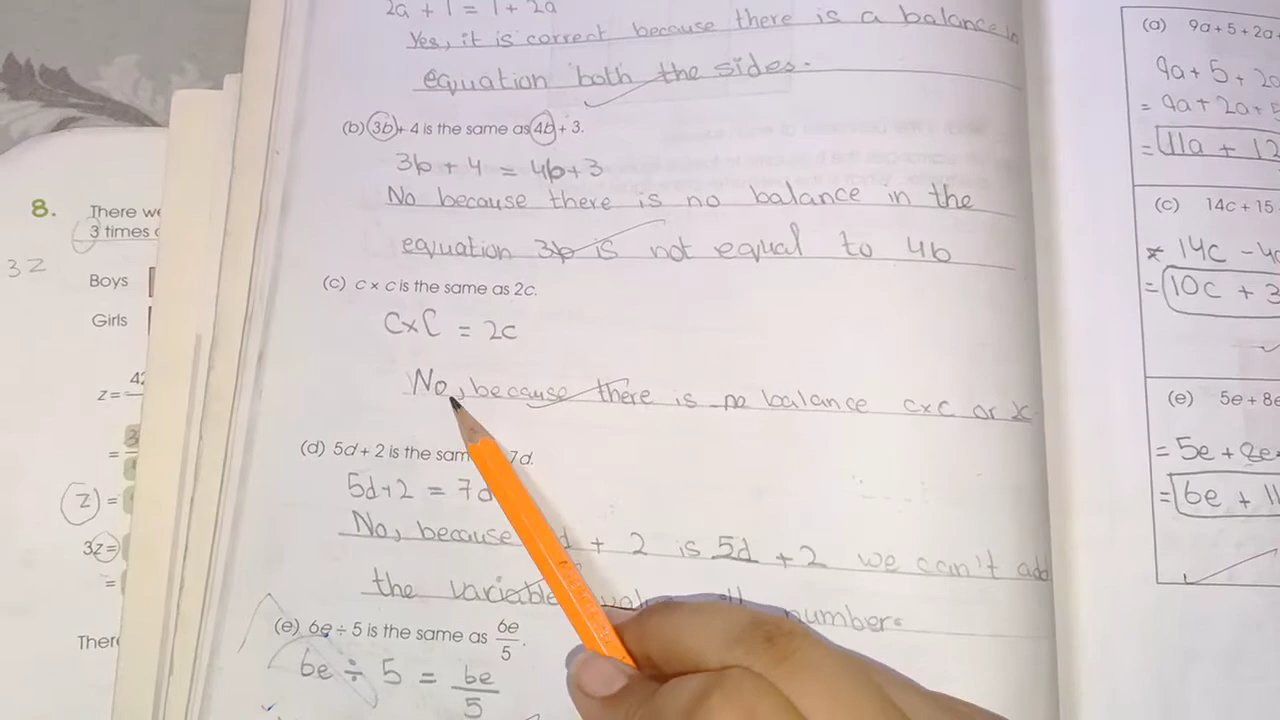 2a + 1 = 1 + 2a
Yes, it is correct because there is a balance in
equation both the sides.
(b) 3b + 4 is the same as 4b + 3.
3b + 4 = 4b+3
No because there is no balance in the
equation 3b is not equal to 4b
(c) c × c is the same as 2c.
c×c = 2c
No, because there is no balance c×c or
(d) 5d + 2 is the 7d.
5d+2 = 7d
No, because + 2 is 5d +2 we can't add
the variable number
(e) 6e ÷ 5 is the same as 6e/5.
6e ÷ 5 = 6e/5
8.
There
3 times
3z
Boys
Girls
z =
=
z =
3z =
=
(a) 9a + 5 + 2a
9a + 5 + 2a
= 9a + 2a +
= 11a + 12
(c) 14c + 15
* 14c - 4
= 10c + 3
(e) 5e + 8e
= 5e +
= 6e + 11